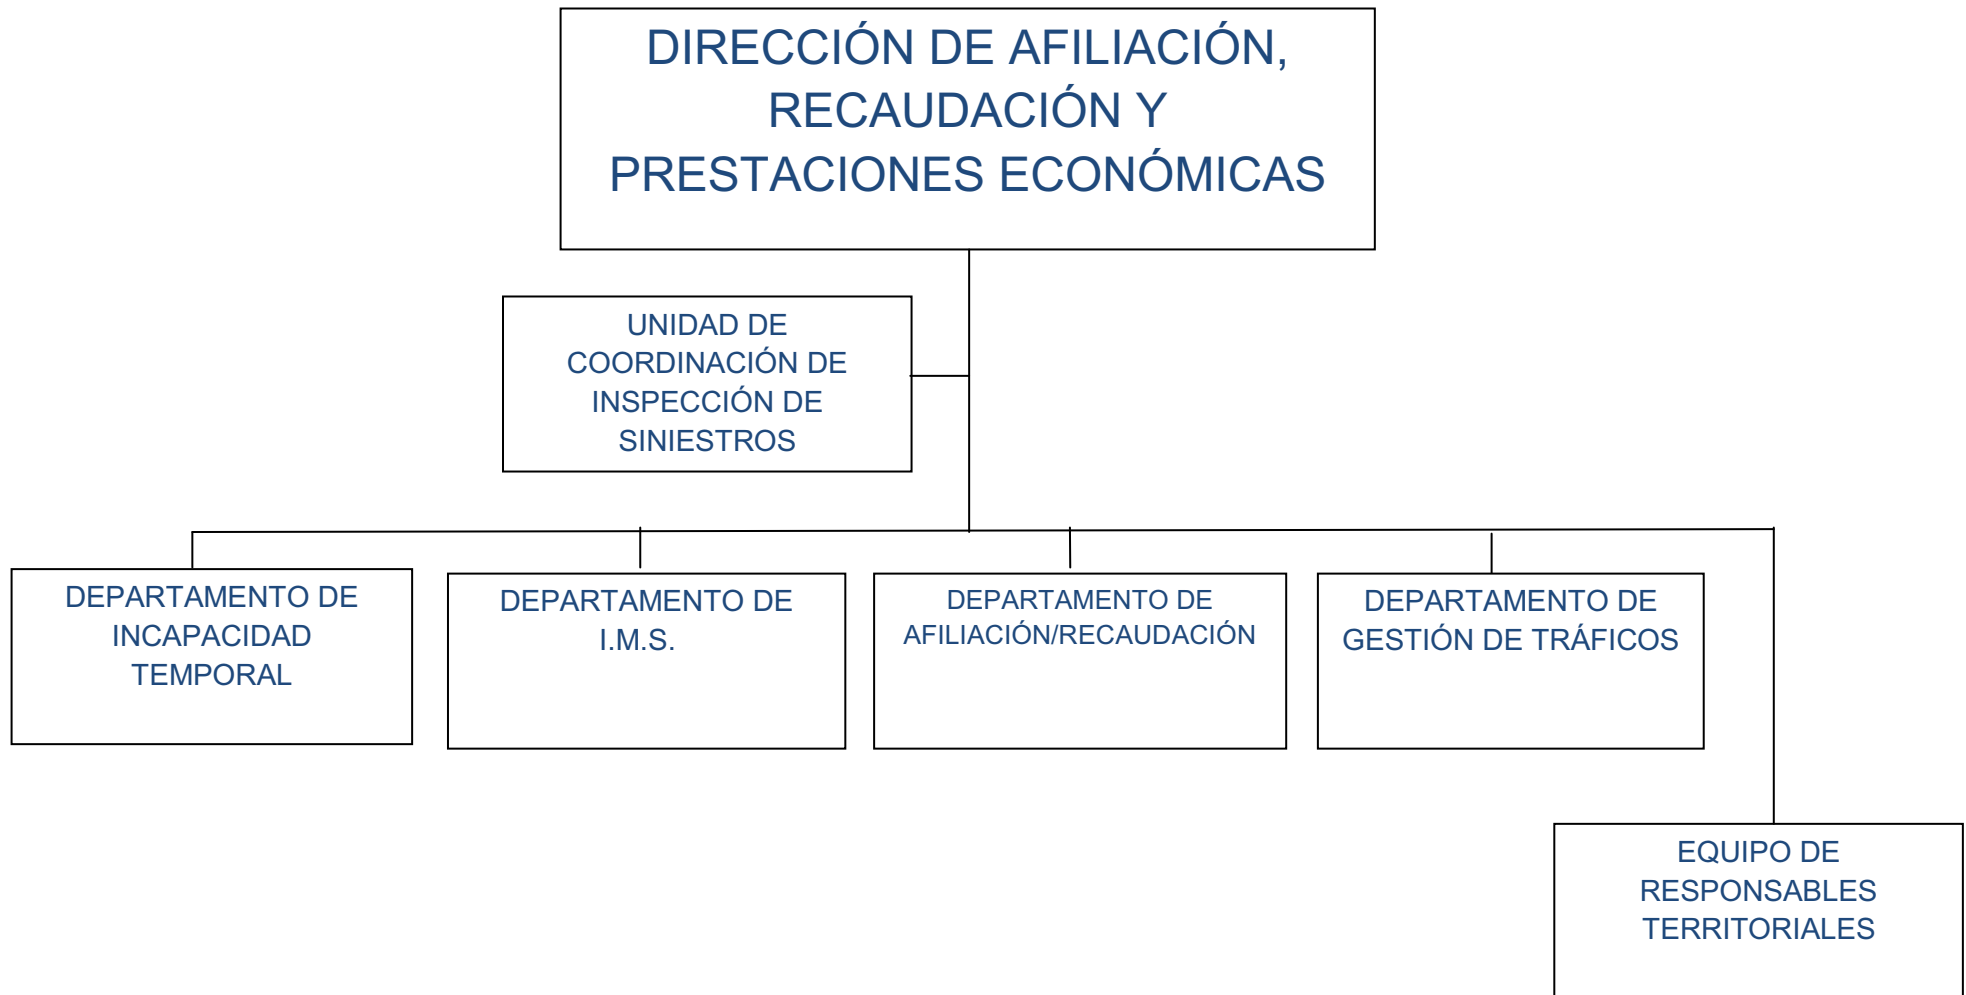 DIRECCIÓN DE AFILIACIÓN,
RECAUDACIÓN Y
PRESTACIONES ECONÓMICAS
UNIDAD DE
COORDINACIÓN DE
INSPECCIÓN DE
SINIESTROS
DEPARTAMENTO DE
INCAPACIDAD
TEMPORAL
DEPARTAMENTO DE
I.M.S.
DEPARTAMENTO DE
AFILIACIÓN/RECAUDACIÓN
DEPARTAMENTO DE
GESTIÓN DE TRÁFICOS
EQUIPO DE
RESPONSABLES
TERRITORIALES